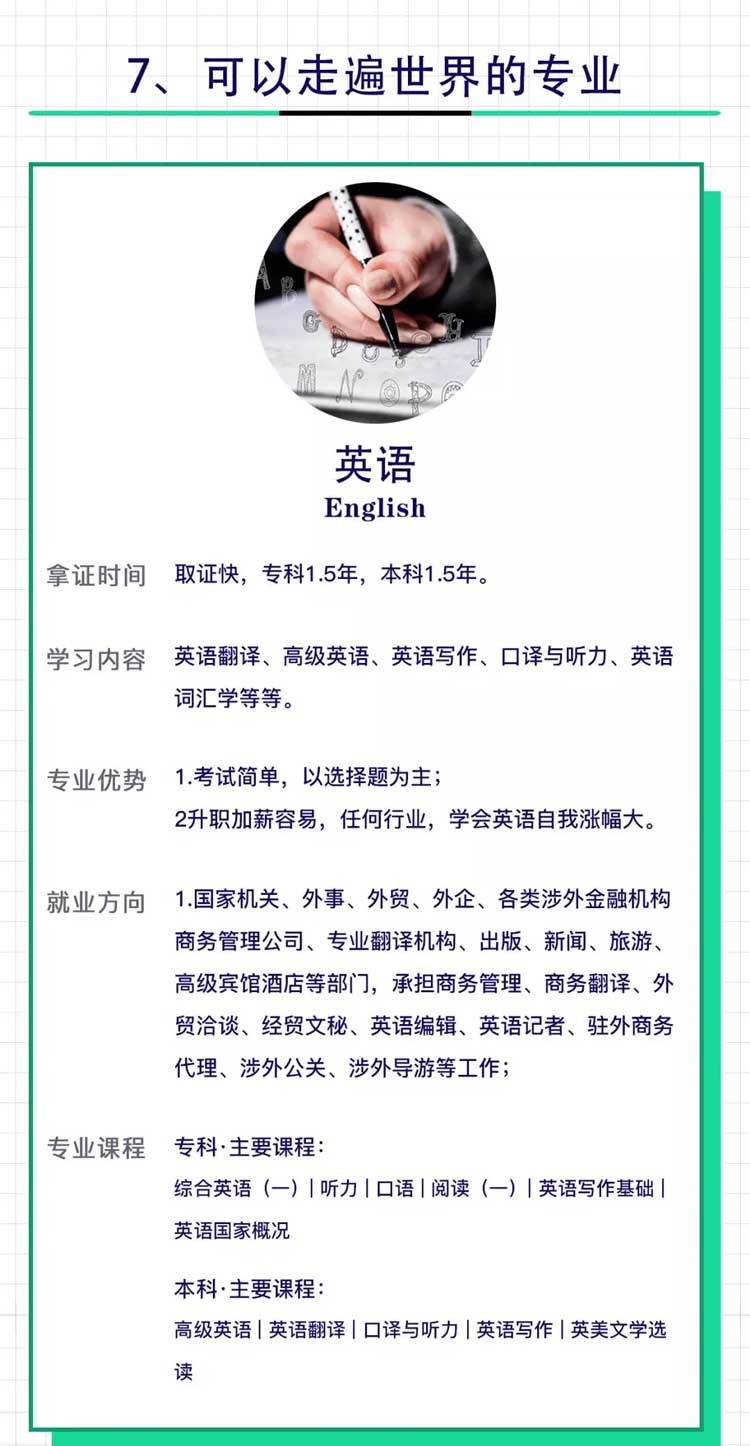 7、可以走遍世界的专业
英语
English
拿证时间 取证快，专科1.5年，本科1.5年。
学习内容 英语翻译、高级英语、英语写作、口译与听力、英语
词汇学等等。
专业优势 1.考试简单，以选择题为主；
2升职加薪容易，任何行业，学会英语自我涨幅大。
就业方向 1.国家机关、外事、外贸、外企、各类涉外金融机构
商务管理公司、专业翻译机构、出版、新闻、旅游、
高级宾馆酒店等部门，承担商务管理、商务翻译、外
贸洽谈、经贸文秘、英语编辑、英语记者、驻外商务
代理、涉外公关、涉外导游等工作；
专业课程 专科·主要课程：
综合英语（一）| 听力 | 口语 | 阅读（一）| 英语写作基础 |
英语国家概况
本科·主要课程：
高级英语 | 英语翻译 | 口译与听力 | 英语写作 | 英美文学选
读